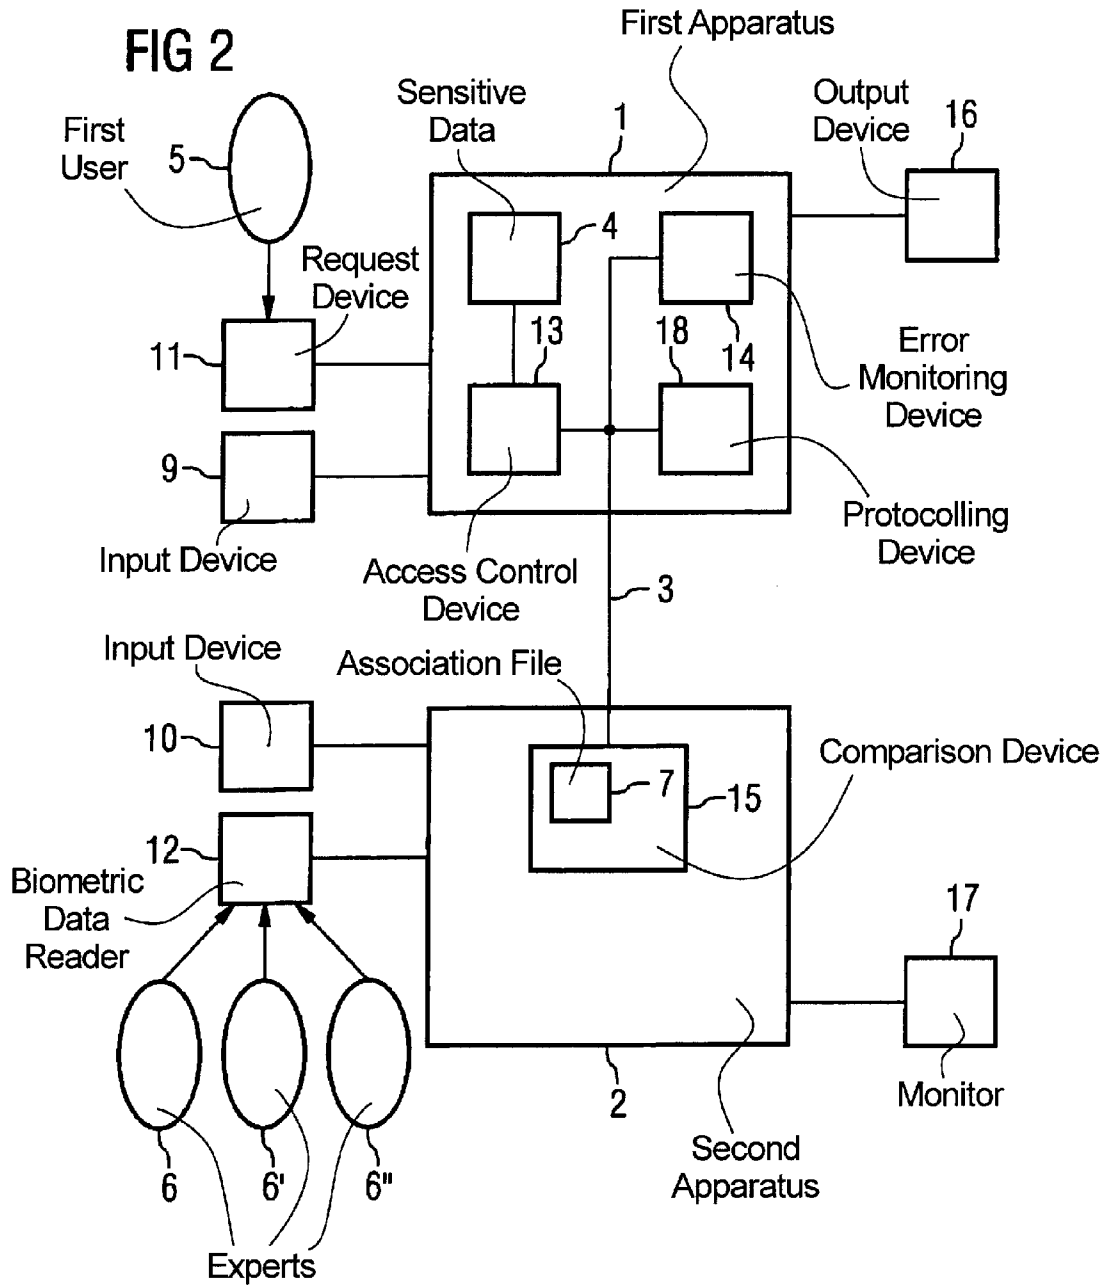 FIG 2
First Apparatus
Sensitive
Data
Output
Device
First
User
5
1
16
4
Request
Device
13
18
14
11
Error
Monitoring
Device
9
Input Device
Access Control
Device
Protocolling
Device
3
Input Device
Association File
10
7
15
Comparison Device
12
Biometric
Data
Reader
17
2
Monitor
6
6'
6"
Second
Apparatus
Experts